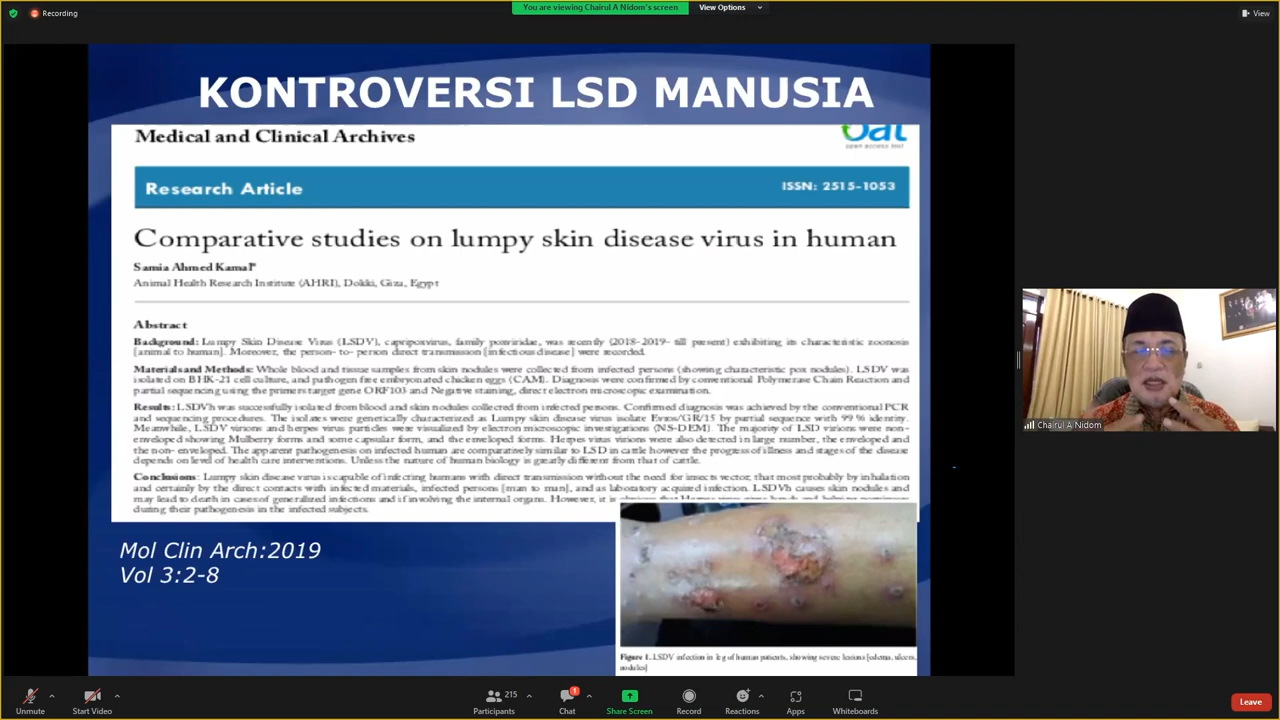 Recording
You are viewing Chairul A Nidom's screen
View Options
View
KONTROVERSI LSD MANUSIA
Medical and Clinical Archives
oat
open access text
Research Article
ISSN: 2515-1053
Comparative studies on lumpy skin disease virus in human
Samia Ahmed Kamal*
Animal Health Research Institute (AHRI), Dokki, Giza, Egypt
Abstract
Background: Lumpy Skin Disease Virus (LSDV), capripoxvirus, family poxviridae, was recently (2018-2019- till present) exhibiting its characteristic zoonosis
[animal to human]. Moreover, the person- to- person direct transmission [infectious disease] were recorded.
Materials and Methods: Whole blood and tissue samples from skin nodules were collected from infected persons (showing characteristic pox nodules). LSDV was
isolated on BHK-21 cell culture, and pathogen free embryonated chicken eggs (CAM). Diagnosis were confirmed by conventional Polymerase Chain Reaction and
partial sequencing using the primers target gene ORF103 and Negative staining, direct electron microscopic examination.
Results: LSDVh was successfully isolated from blood and skin nodules collected from infected persons. Confirmed diagnosis was achieved by the conventional PCR
and sequencing procedures. The isolates were genetically characterized as Lumpy skin disease virus isolate Evros/GR/15 by partial sequence with 99 % identity.
Meanwhile, LSDV virions and herpes virus particles were visualized by electron microscopic investigations (NS-DEM). The majority of LSD virions were non-
enveloped showing Mulberry forms and some capsular form, and the enveloped forms. Herpes virus virions were also detected in large number, the enveloped and
the non- enveloped. The apparent pathogenesis on infected human are comparatively similar to LSD in cattle however the progress of illness and stages of the disease
depends on level of health care interventions. Unless the nature of human biology is greatly different from that of cattle.
Conclusions: Lumpy skin disease virus is capable of infecting humans with direct transmission without the need for insects vector, that most probably by inhalation
and certainly by the direct contacts with infected materials, infected persons [man to man], and as laboratory acquired infection. LSDVh causes skin nodules and
may lead to death in cases of generalized infections and if involving the internal organs. However, it is
during their pathogenesis in the infected subjects.
Mol Clin Arch:2019
Vol 3:2-8
Figure 1. LSDV infection in leg of human patients, showing severe lesions [edema, ulcers,
nodules]
Chairul A Nidom
Unmute
Start Video
215
Participants
1
Chat
Share Screen
Record
Reactions
Apps
Whiteboards
Leave